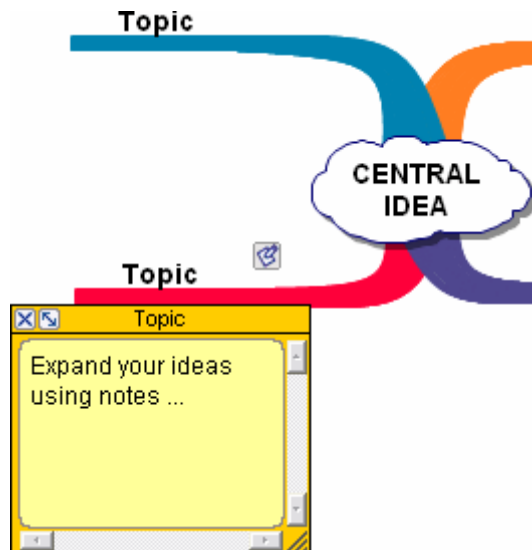 Topic
CENTRAL
IDEA
Topic
Topic
Expand your ideas
using notes ...